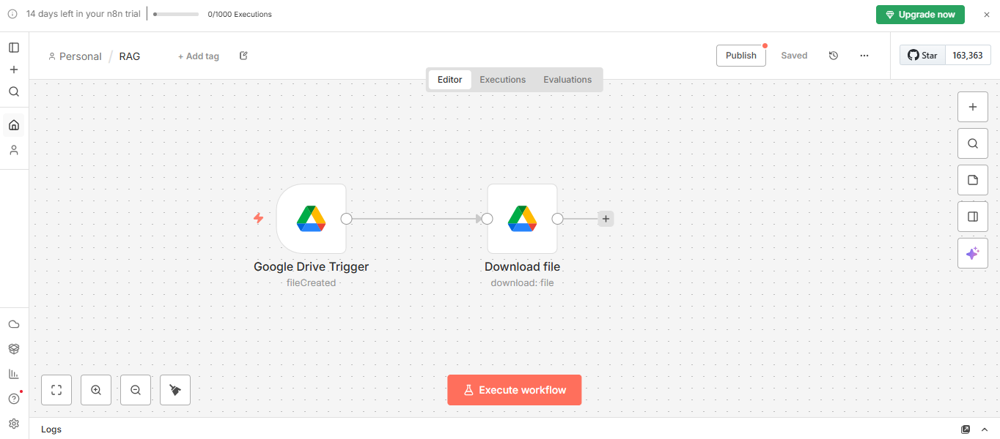 14 days left in your n8n trial
0/1000 Executions
Upgrade now
Personal / RAG
+ Add tag
Publish
Saved
Star
163,363
Editor
Executions
Evaluations
Google Drive Trigger
fileCreated
Download file
download: file
Execute workflow
Logs